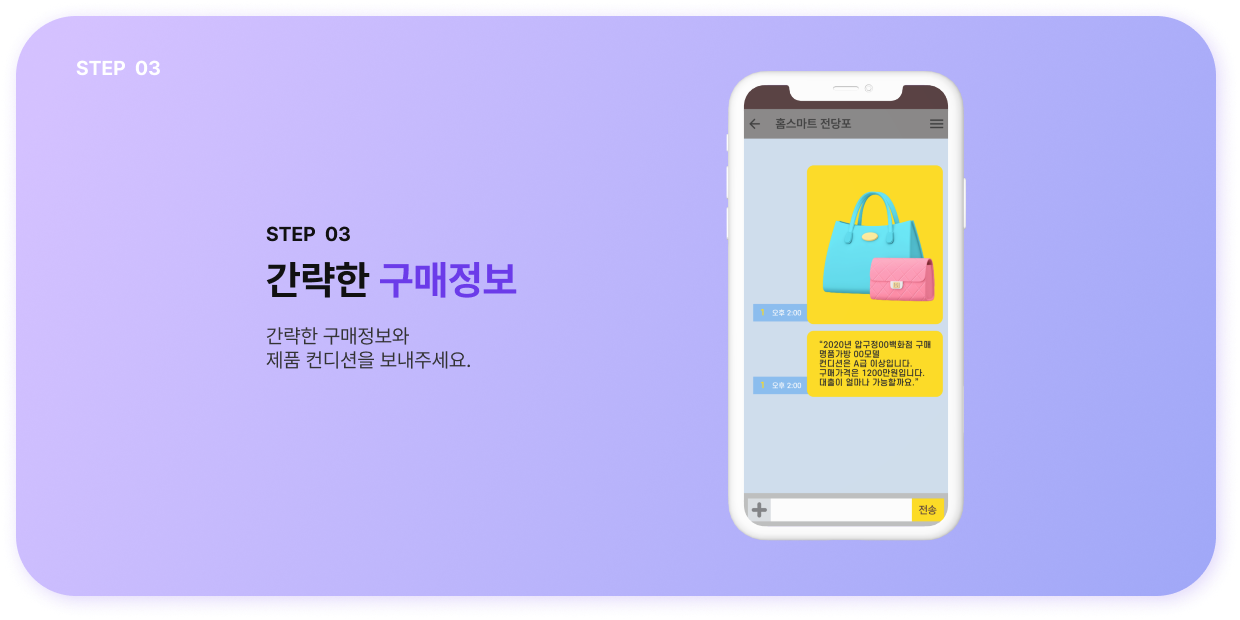 STEP 03
STEP 03
간략한 구매정보
간략한 구매정보와
제품 컨디션을 보내주세요.
홈스마트 전당포
1 오후 2:00
"2020년 압구정00백화점 구매
명품가방 00모델
컨디션은 A급 이상입니다.
구매가격은 1200만원입니다.
대출이 얼마나 가능할까요."
1 오후 2:00
전송